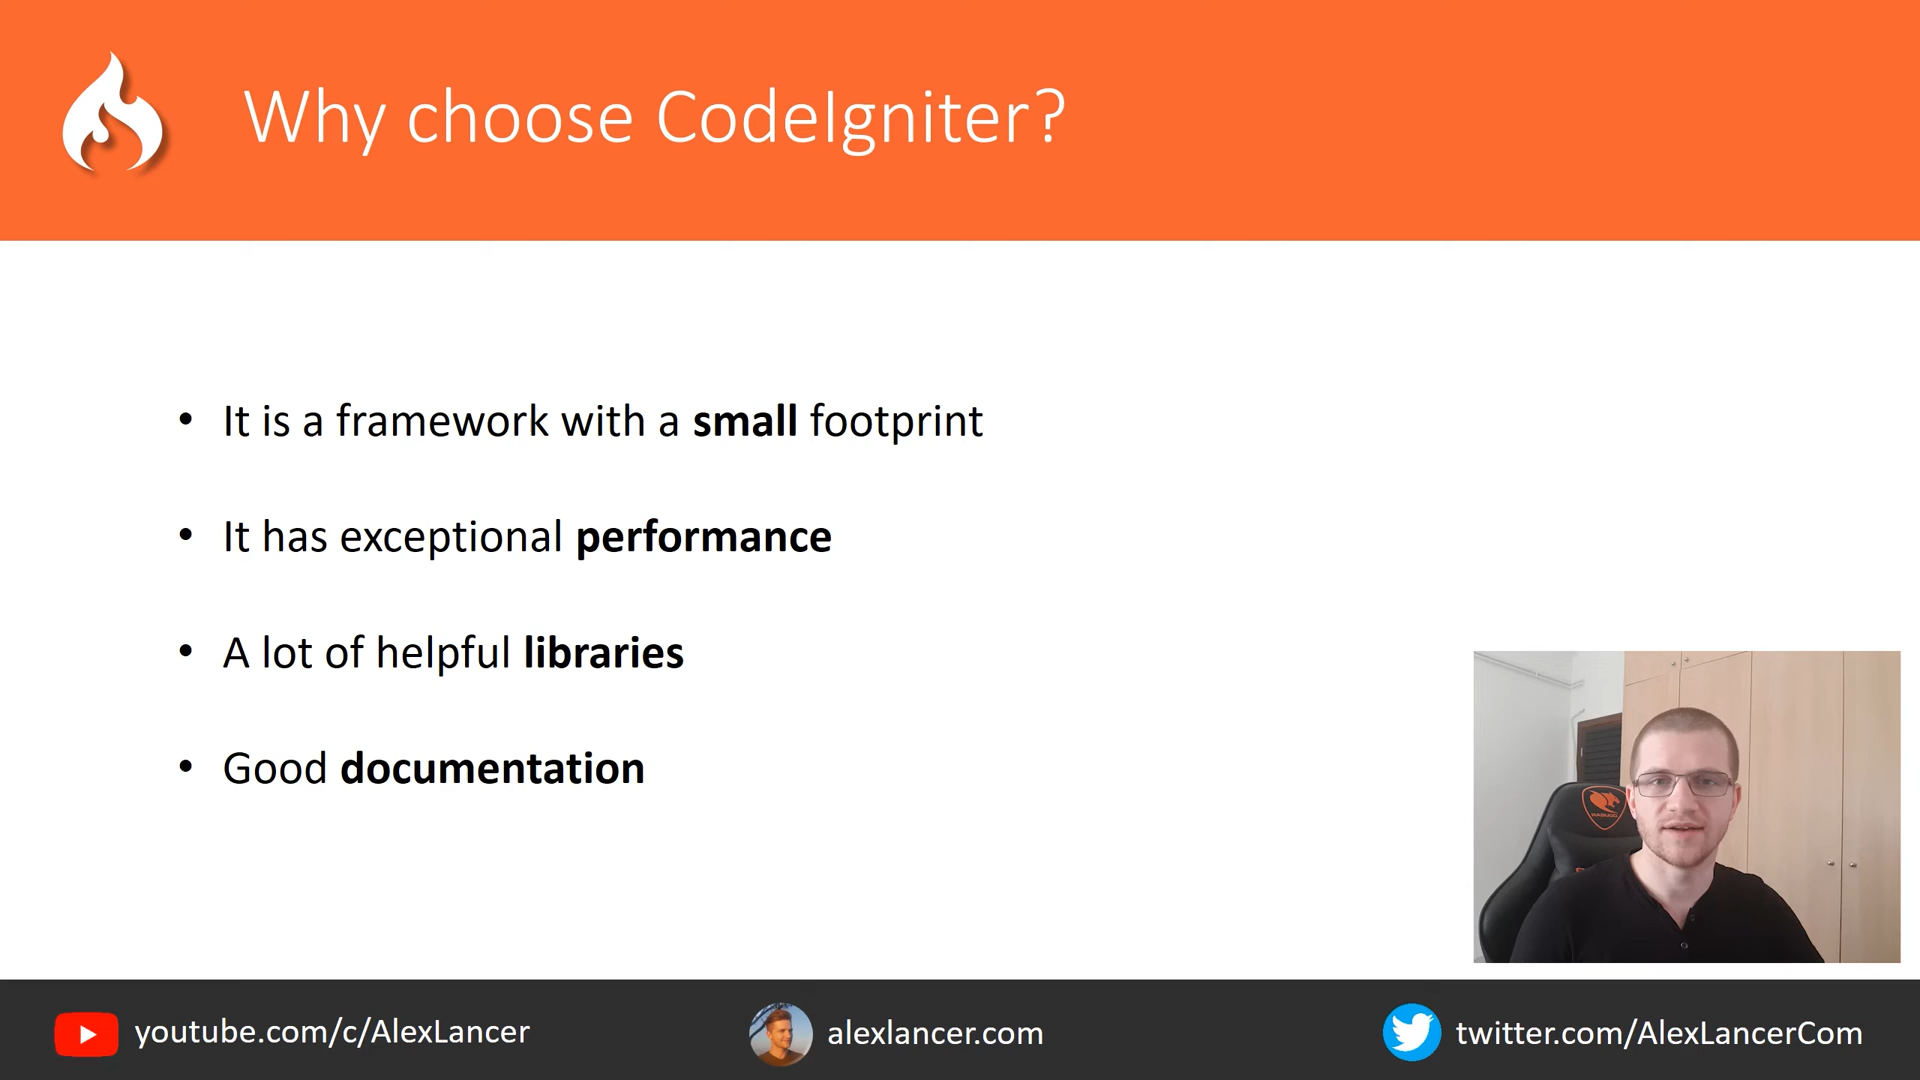 Why choose CodeIgniter?
• It is a framework with a small footprint
• It has exceptional performance
• A lot of helpful libraries
• Good documentation
youtube.com/c/AlexLancer
alexlancer.com
twitter.com/AlexLancerCom